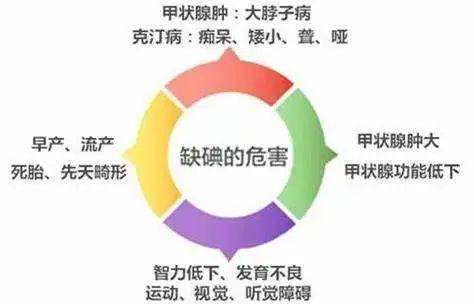 甲状腺肿：大脖子病
克汀病：痴呆、矮小、聋、哑
早产、流产
死胎、先天畸形
缺碘的危害
甲状腺肿大
甲状腺功能低下
智力低下、发育不良
运动、视觉、听觉障碍